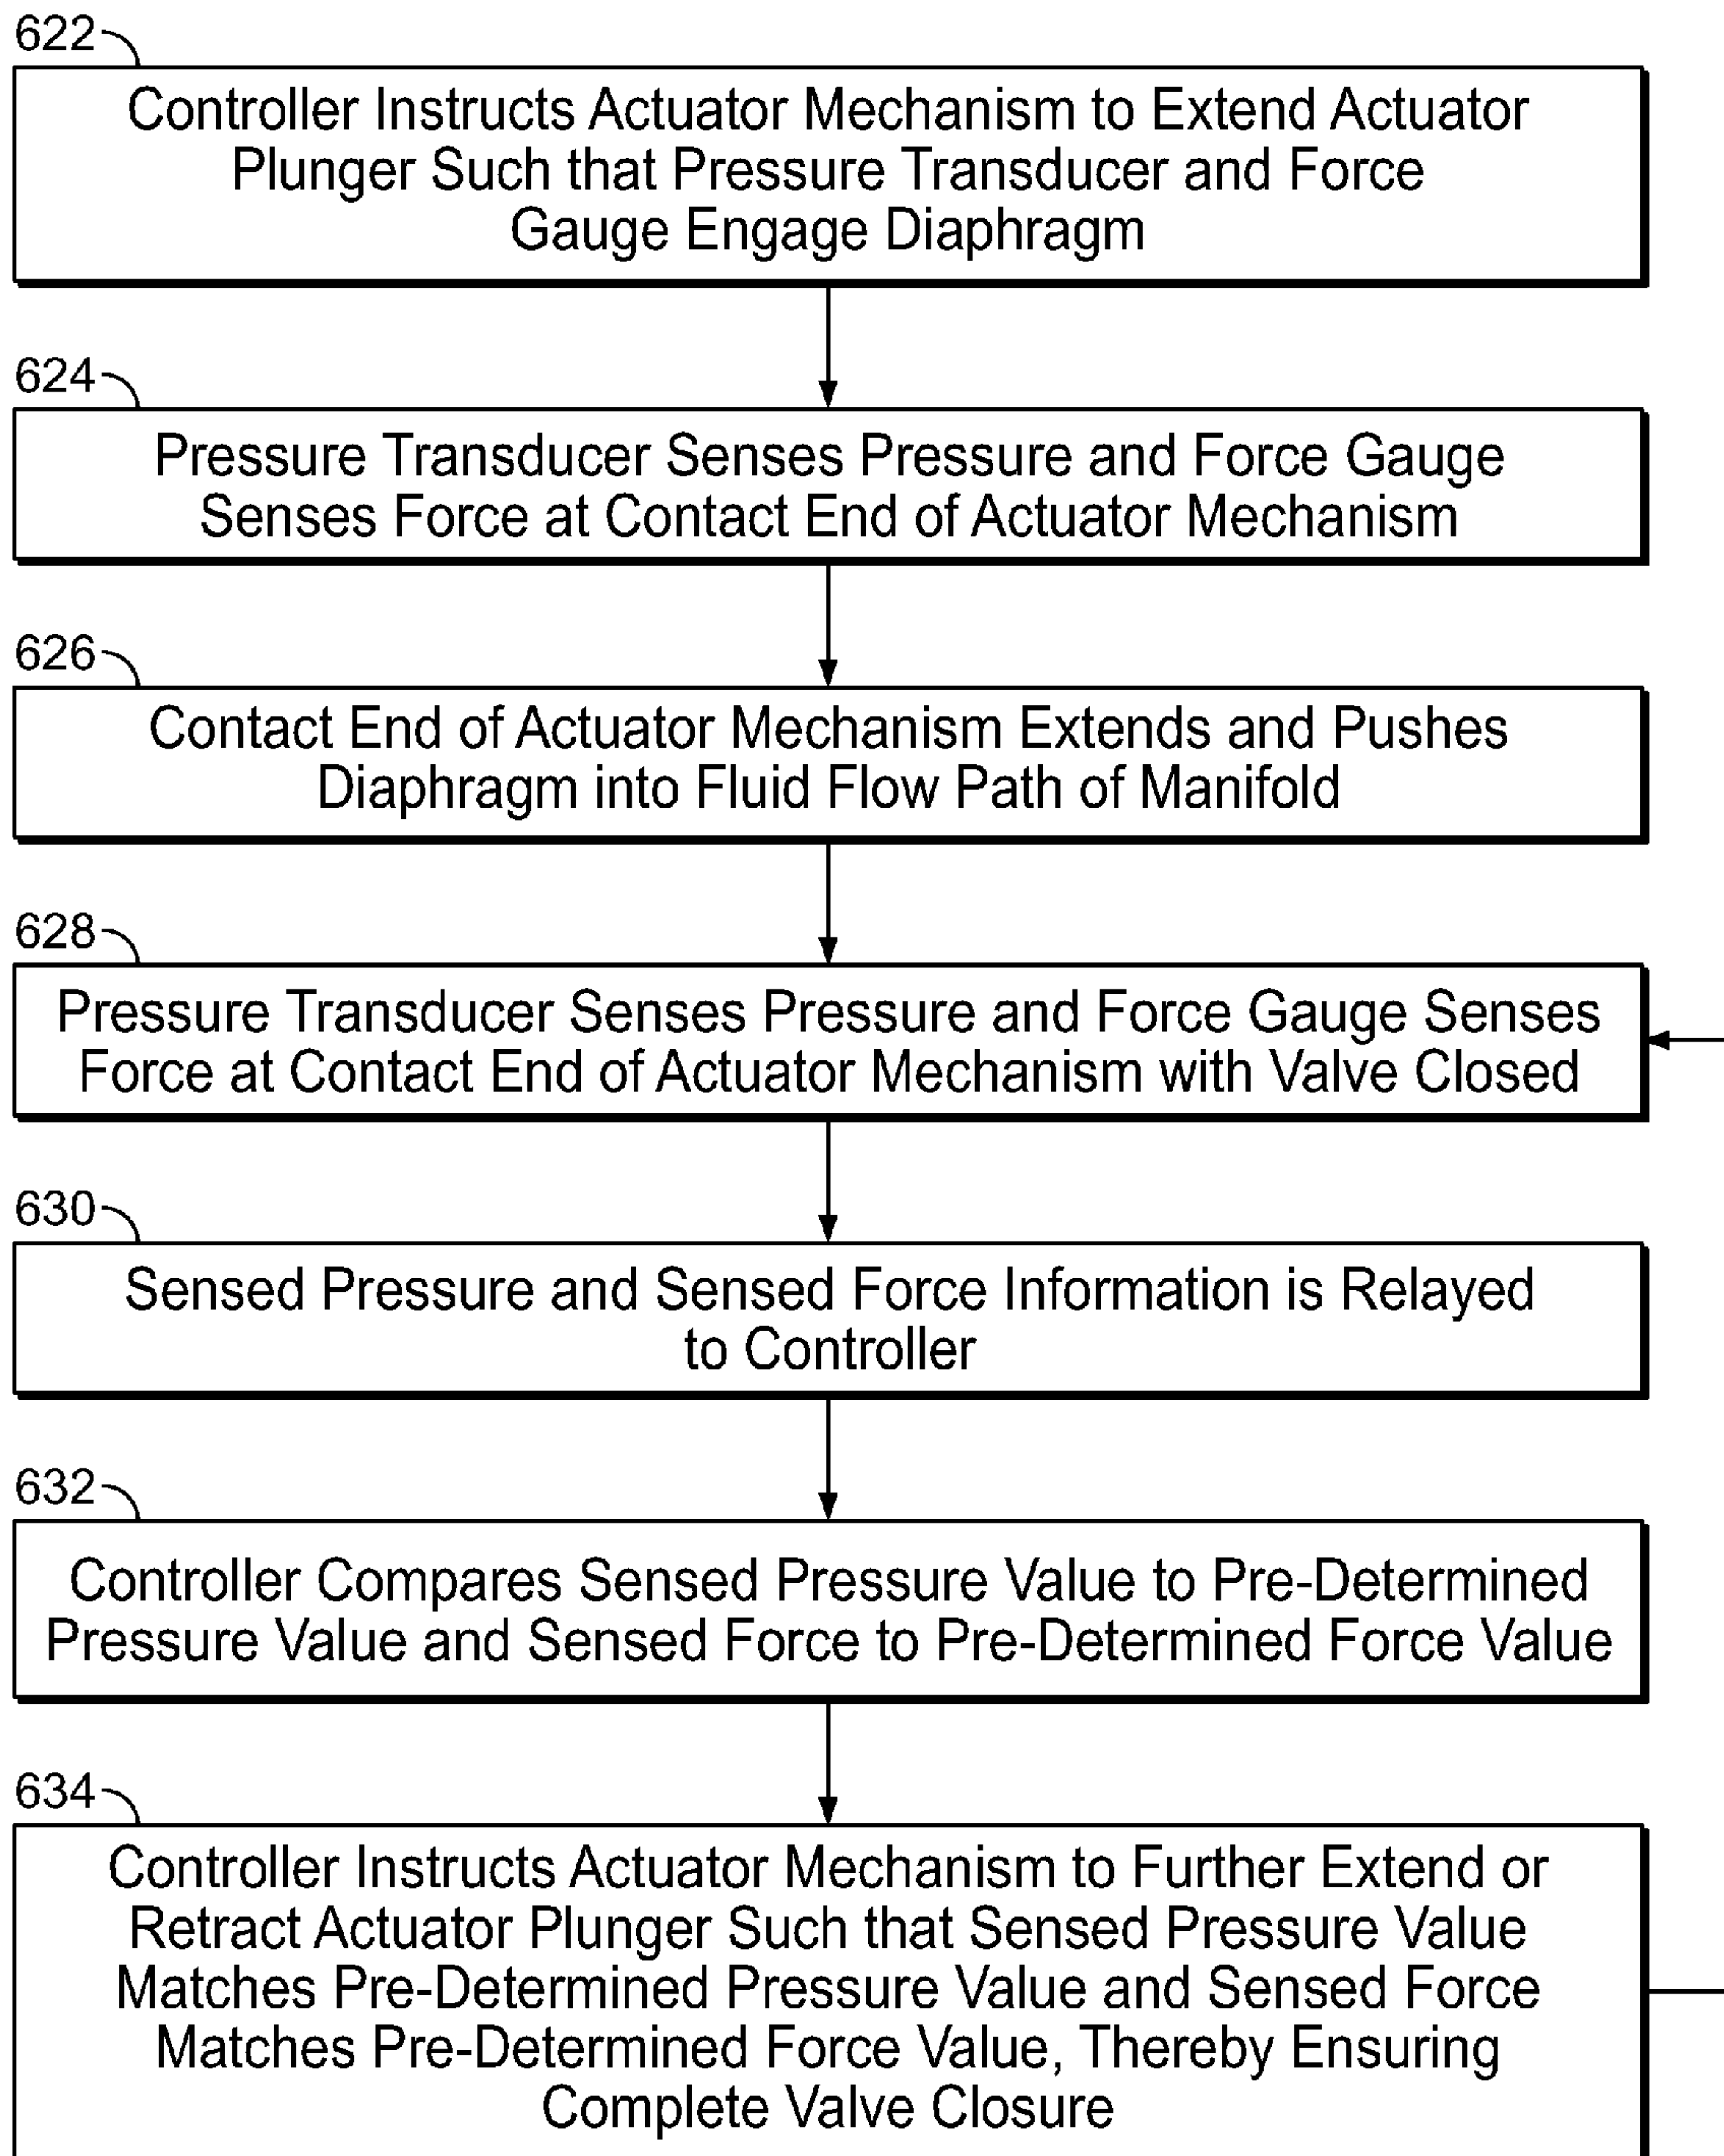 622
Controller Instructs Actuator Mechanism to Extend Actuator
Plunger Such that Pressure Transducer and Force
Gauge Engage Diaphragm
624
Pressure Transducer Senses Pressure and Force Gauge
Senses Force at Contact End of Actuator Mechanism
626
Contact End of Actuator Mechanism Extends and Pushes
Diaphragm into Fluid Flow Path of Manifold
628
Pressure Transducer Senses Pressure and Force Gauge Senses
Force at Contact End of Actuator Mechanism with Valve Closed
630
Sensed Pressure and Sensed Force Information is Relayed
to Controller
632
Controller Compares Sensed Pressure Value to Pre-Determined
Pressure Value and Sensed Force to Pre-Determined Force Value
634
Controller Instructs Actuator Mechanism to Further Extend or
Retract Actuator Plunger Such that Sensed Pressure Value
Matches Pre-Determined Pressure Value and Sensed Force
Matches Pre-Determined Force Value, Thereby Ensuring
Complete Valve Closure